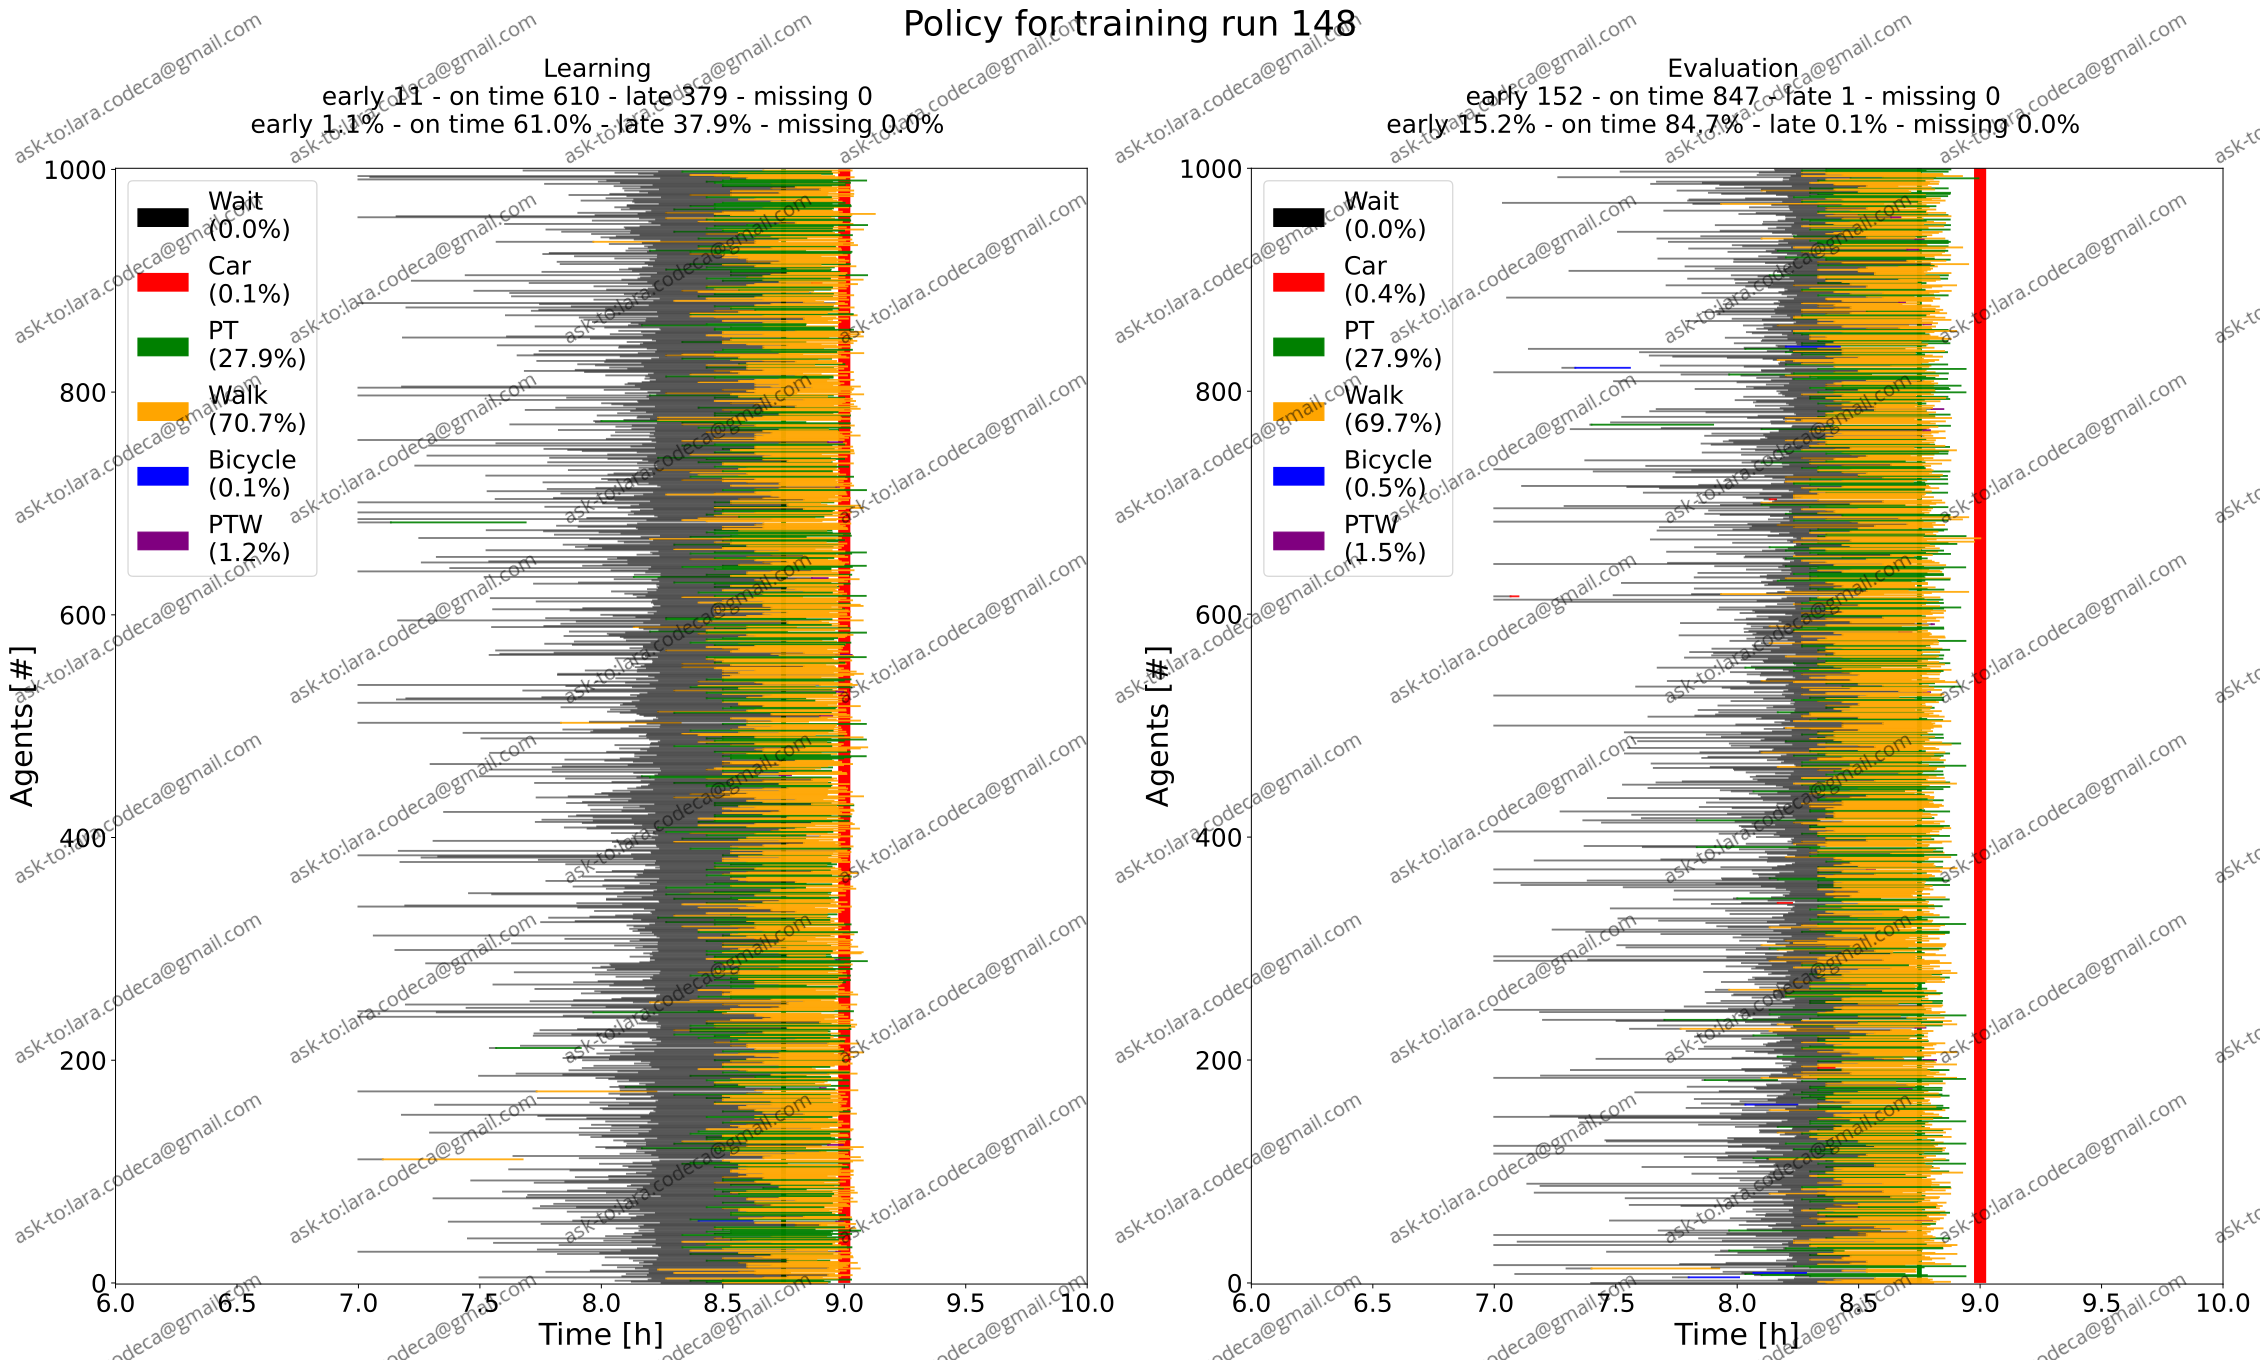 Policy for training run 148
Learning
early 11 - on time 610 - late 379 - missing 0
early 1.1% - on time 61.0% - late 37.9% - missing 0.0%
1000
800
600
400
200
0
Agents [#]
Wait
(0.0%)
Car
(0.1%)
PT
(27.9%)
Walk
(70.7%)
Bicycle
(0.1%)
PTW
(1.2%)
6.0 6.5 7.0 7.5 8.0 8.5 9.0 9.5 10.0
Time [h]
Evaluation
early 152 - on time 847 - late 1 - missing 0
early 15.2% - on time 84.7% - late 0.1% - missing 0.0%
1000
800
600
400
200
0
Agents [#]
Wait
(0.0%)
Car
(0.4%)
PT
(27.9%)
Walk
(69.7%)
Bicycle
(0.5%)
PTW
(1.5%)
6.0 6.5 7.0 7.5 8.0 8.5 9.0 9.5 10.0
Time [h]
ask-to:lara.codeca@gmail.com